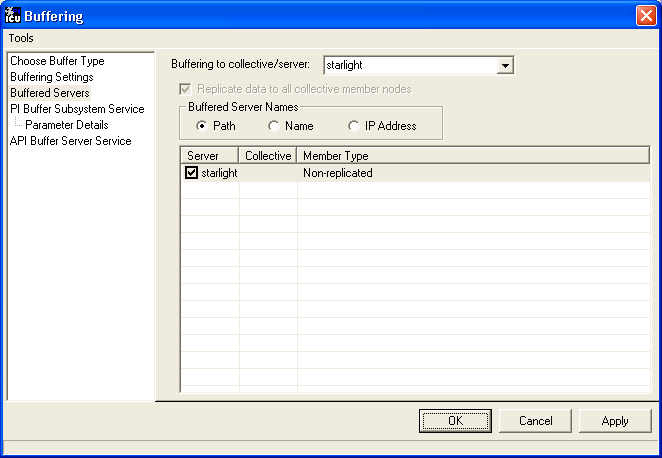 ICU Buffering
Tools
Choose Buffer Type
Buffering Settings
Buffered Servers
PI Buffer Subsystem Service
Parameter Details
API Buffer Server Service
Buffering to collective/server: starlight
Replicate data to all collective member nodes
Buffered Server Names
Path Name IP Address
Server Collective Member Type
starlight Non-replicated
OK Cancel Apply